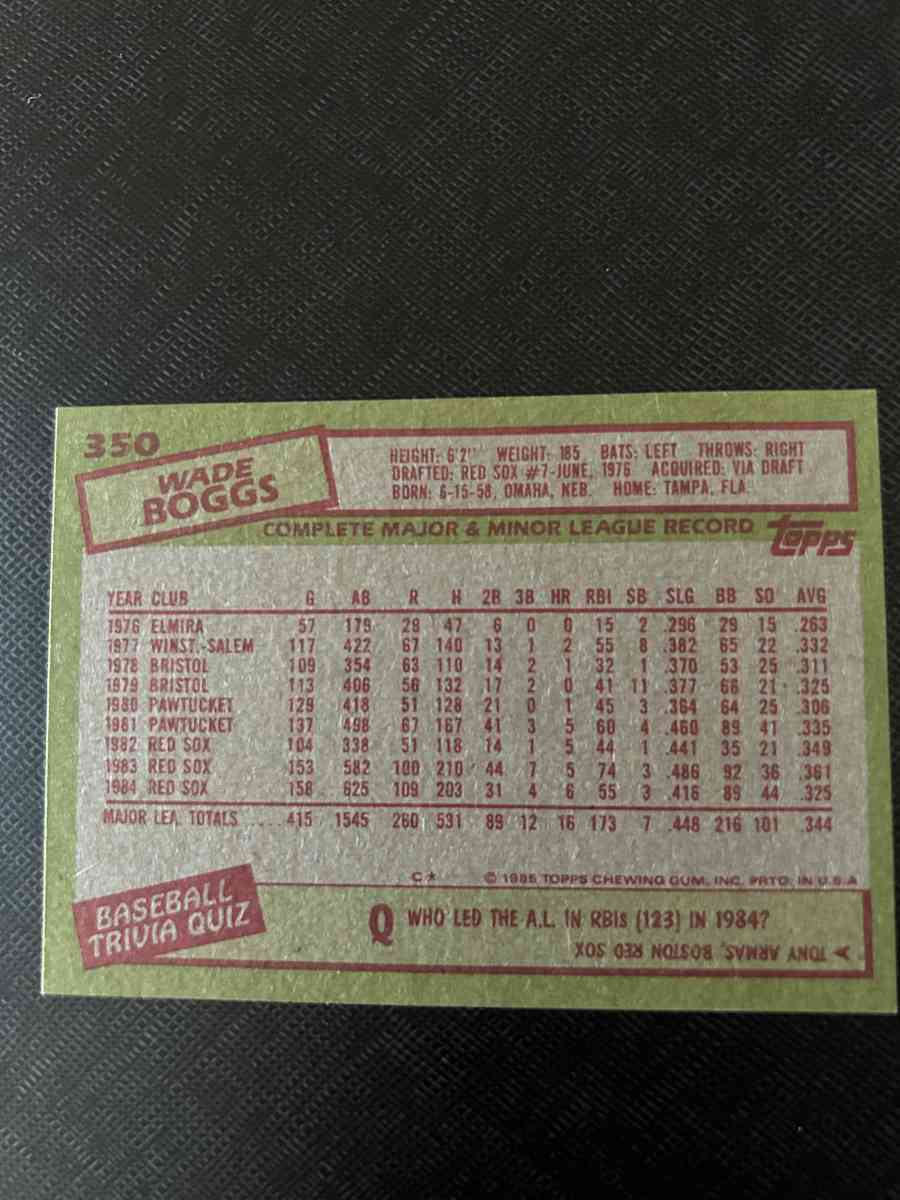 350
WADE
BOGGS
HEIGHT: 6'2" WEIGHT: 185 BATS: LEFT THROWS: RIGHT
DRAFTED: RED SOX #7-JUNE, 1976 ACQUIRED: VIA DRAFT
BORN: 6-15-58, OMAHA, NEB. HOME: TAMPA, FLA.
COMPLETE MAJOR & MINOR LEAGUE RECORD topps
YEAR CLUB G AB R H 2B 3B HR RBI SB SLG BB SO AVG
1976 ELMIRA 57 179 29 47 6 0 0 15 2 .296 29 15 .263
1977 WINST.-SALEM 117 422 67 140 13 1 2 55 8 .382 65 22 .332
1978 BRISTOL 109 354 63 110 14 2 1 32 1 .370 53 25 .311
1979 BRISTOL 113 406 56 132 17 2 0 41 11 .377 66 21 .325
1980 PAWTUCKET 129 418 51 128 21 0 1 45 3 .364 64 25 .306
1981 PAWTUCKET 137 498 67 167 41 3 5 60 4 .460 89 41 .335
1982 RED SOX 104 338 51 118 14 1 5 44 1 .441 35 21 .349
1983 RED SOX 153 582 100 210 44 7 5 74 3 .486 92 36 .361
1984 RED SOX 158 625 109 203 31 4 6 55 3 .416 89 44 .325
MAJOR LEA. TOTALS .....415 1545 260 531 89 12 16 173 7 .448 216 101 .344
C* © 1985 TOPPS CHEWING GUM, INC. PRTD. IN U.S.A
BASEBALL
TRIVIA QUIZ
Q WHO LED THE A.L. IN RBIs (123) IN 1984?
A TONY ARMAS, BOSTON RED SOX